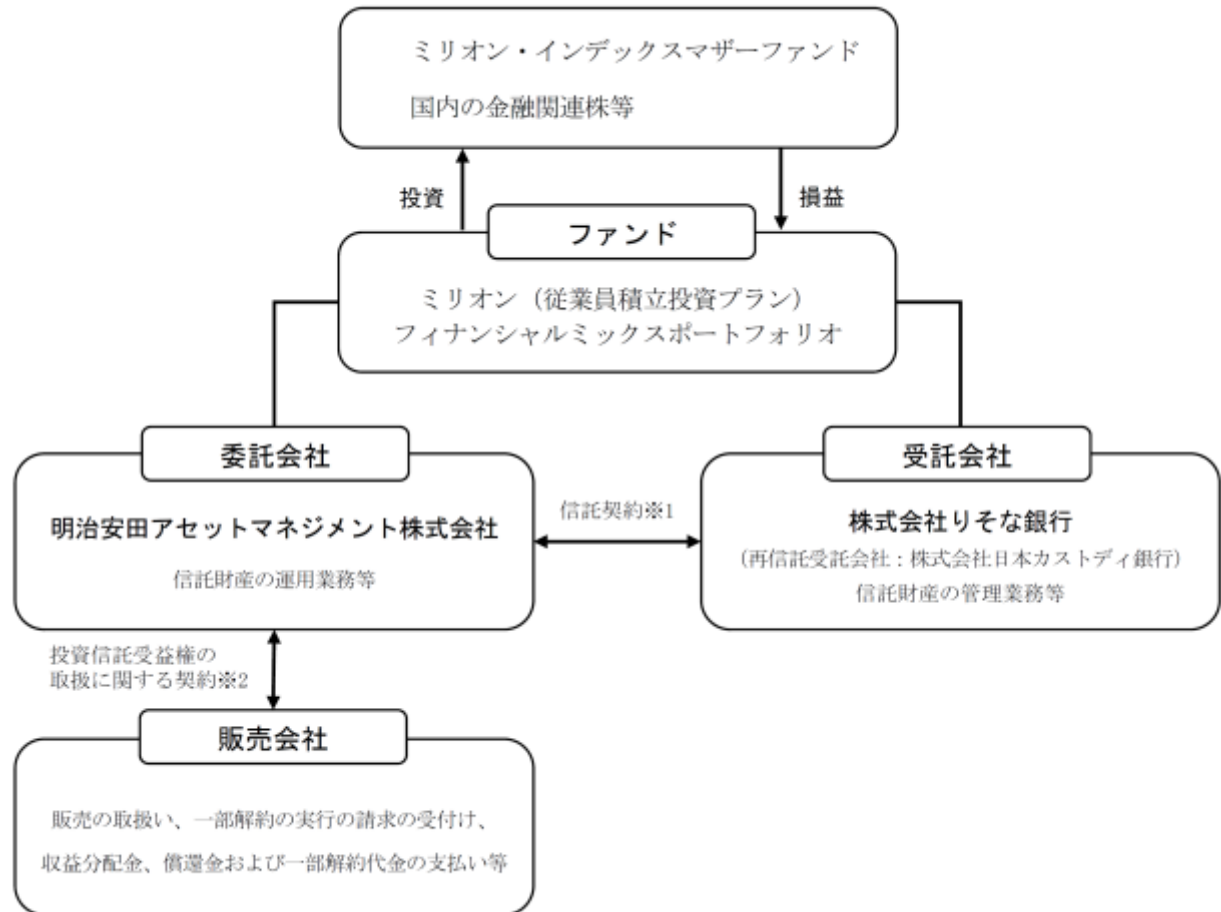 ミリオン・インデックスマザーファンド
国内の金融関連株等
投資
損益
ファンド
ミリオン（従業員積立投資プラン）
フィナンシャルミックスポートフォリオ
委託会社
明治安田アセットマネジメント株式会社
信託財産の運用業務等
信託契約※1
受託会社
株式会社りそな銀行
(再信託受託会社：株式会社日本カストディ銀行)
信託財産の管理業務等
投資信託受益権の
取扱に関する契約※2
販売会社
販売の取扱い、一部解約の実行の請求の受付け、
収益分配金、償還金および一部解約代金の支払い等